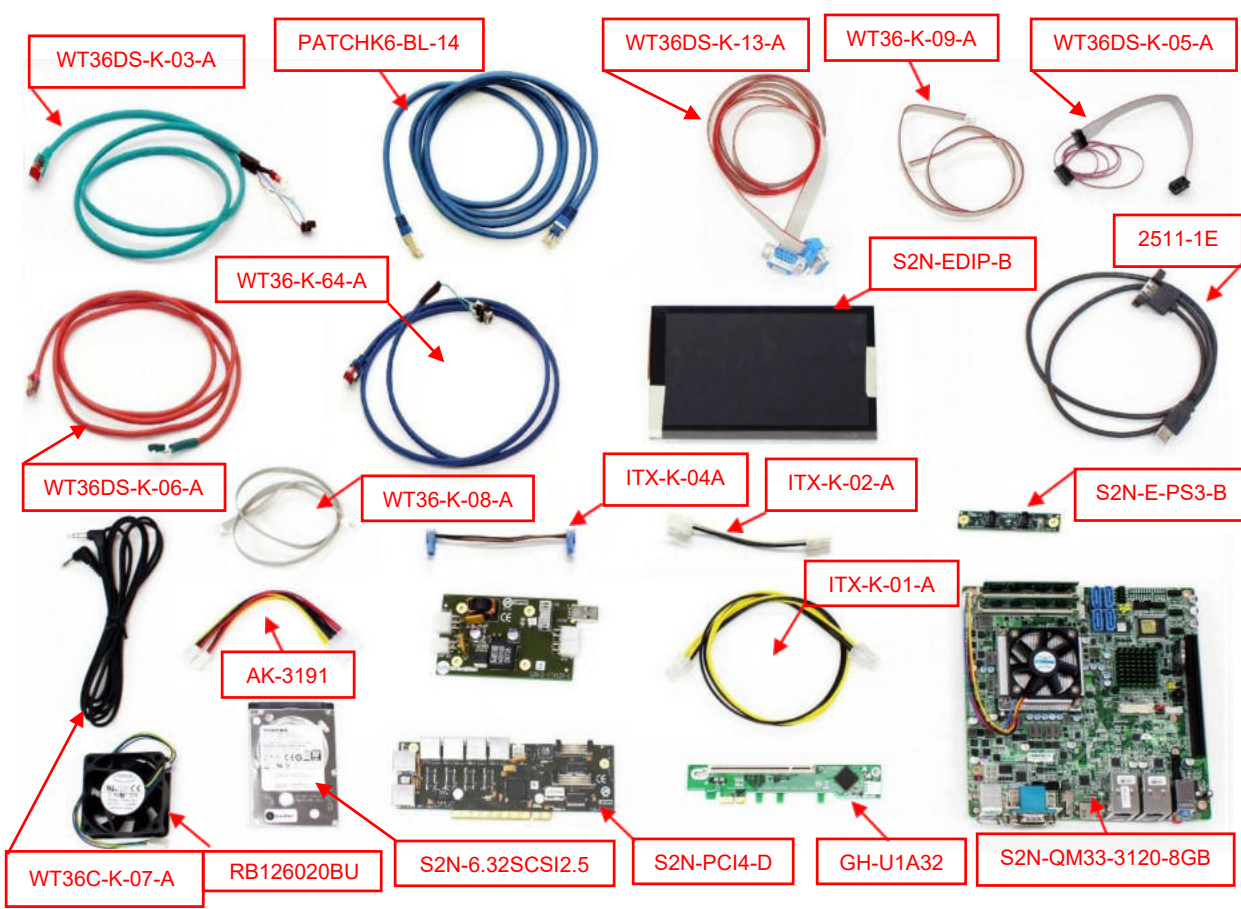 WT36DS-K-03-A
PATCHK6-BL-14
WT36DS-K-13-A
WT36-K-09-A
WT36DS-K-05-A
2511-1E
S2N-EDIP-B
WT36-K-64-A
WT36DS-K-06-A
WT36-K-08-A
ITX-K-04A
ITX-K-02-A
S2N-E-PS3-B
ITX-K-01-A
AK-3191
TOSHIBA
WT36C-K-07-A
RB126020BU
S2N-6.32SCSI2.5
S2N-PCI4-D
GH-U1A32
S2N-QM33-3120-8GB